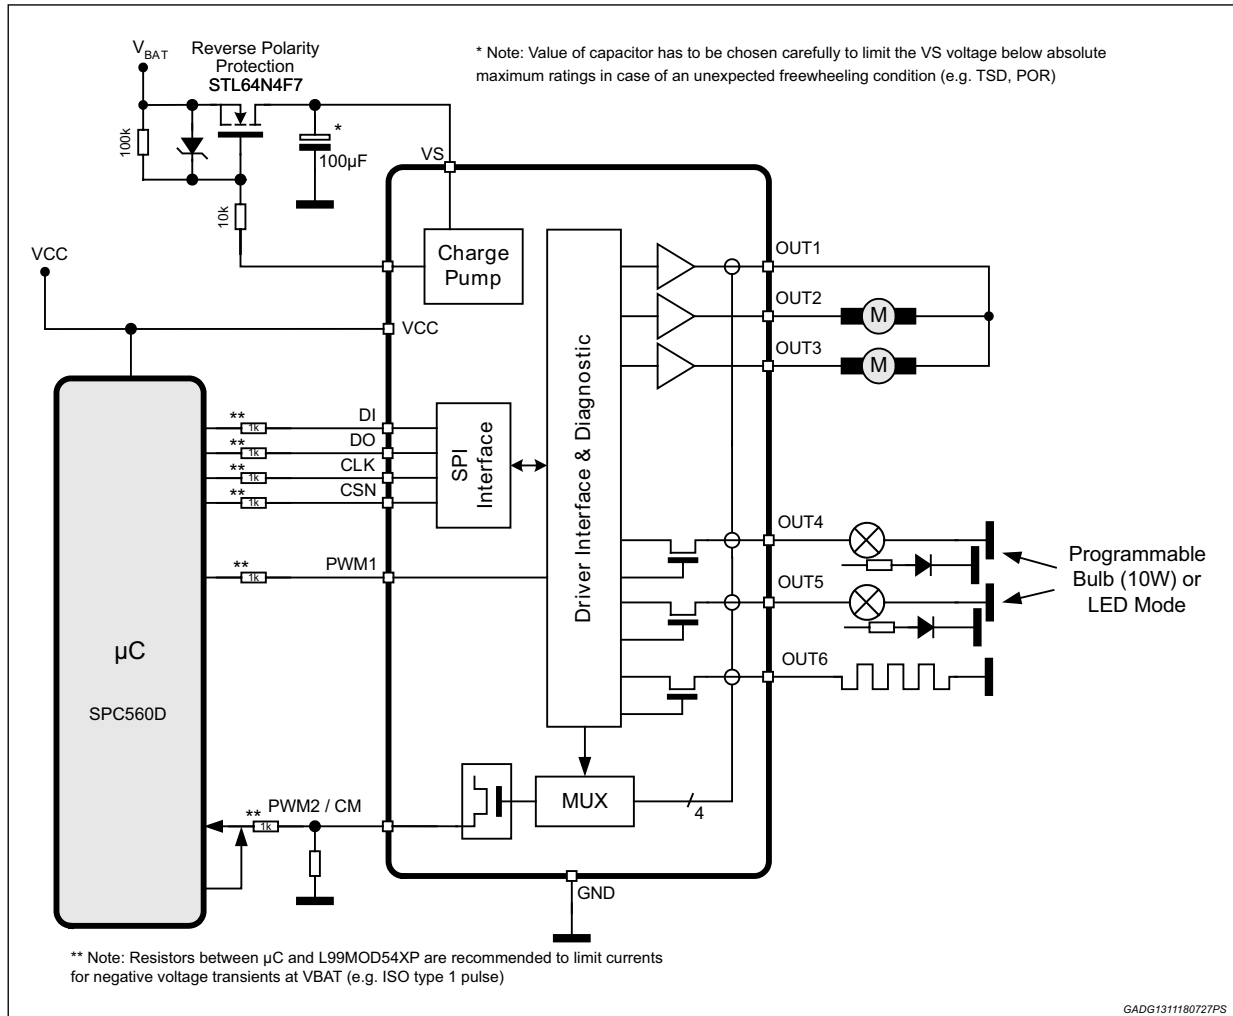 V BAT
Reverse Polarity
Protection
STL64N4F7
* Note: Value of capacitor has to be chosen carefully to limit the VS voltage below absolute
maximum ratings in case of an unexpected freewheeling condition (e.g. TSD, POR)
100k
*
100µF
10k
VS
VCC
Charge
Pump
VCC
OUT1
OUT2
M
OUT3
M
Driver Interface & Diagnostic
SPI
Interface
** 1k DI
** 1k DO
** 1k CLK
** 1k CSN
** 1k PWM1
µC
SPC560D
OUT4
OUT5
OUT6
Programmable
Bulb (10W) or
LED Mode
MUX
4
** 1k PWM2 / CM
GND
** Note: Resistors between µC and L99MOD54XP are recommended to limit currents
for negative voltage transients at VBAT (e.g. ISO type 1 pulse)
GADG1311180727PS